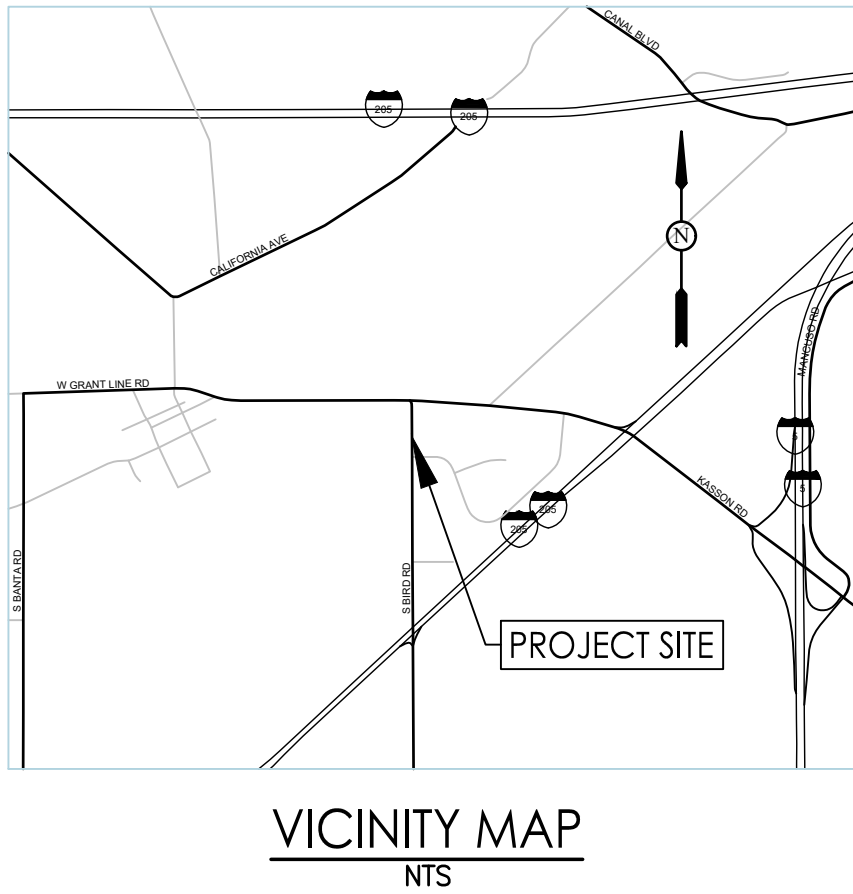 CANAL BLVD
205
205
N
CALIFORNIA AVE
MANCUSO RD
W GRANT LINE RD
5
5
KASSON RD
205
205
S BANTA RD
S BIRD RD
PROJECT SITE
VICINITY MAP
NTS